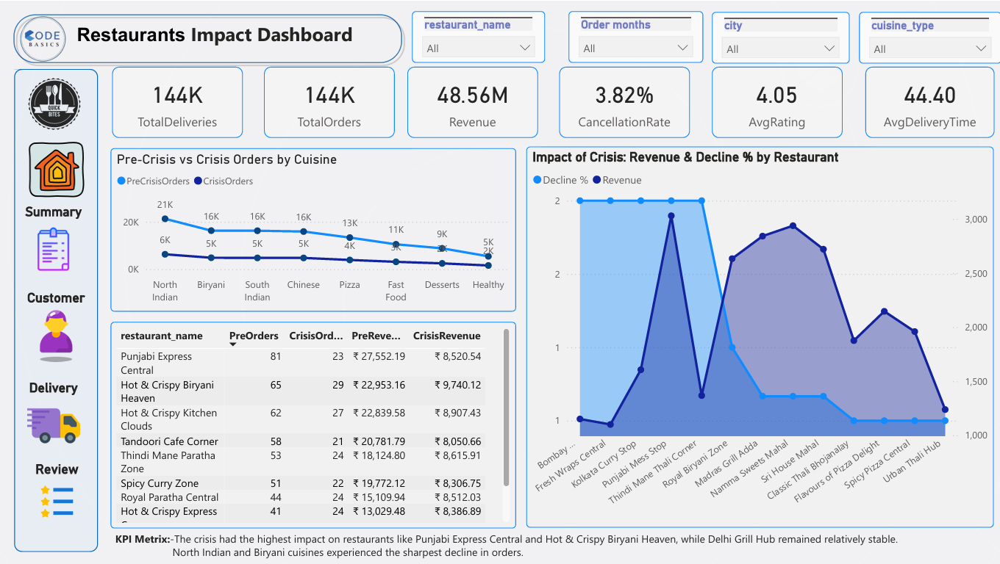 CODE
BASICS
Restaurants Impact Dashboard
restaurant_name
All
Order months
All
city
All
cuisine_type
All
QUICK
BITES
Summary
Customer
Delivery
Review
144K
TotalDeliveries
144K
TotalOrders
48.56M
Revenue
3.82%
CancellationRate
4.05
AvgRating
44.40
AvgDeliveryTime
Pre-Crisis vs Crisis Orders by Cuisine
PreCrisisOrders CrisisOrders
20K
0K
21K 16K 16K 16K 13K 11K 9K 5K
6K 5K 5K 5K 4K 3K 2K 2K
North Indian
Biryani
South Indian
Chinese
Pizza
Fast Food
Desserts
Healthy
restaurant_name PreOrders CrisisOrd... PreReve... CrisisRevenue
Punjabi Express Central 81 23 ₹ 27,552.19 ₹ 8,520.54
Hot & Crispy Biryani Heaven 65 29 ₹ 22,953.16 ₹ 9,740.12
Hot & Crispy Kitchen Clouds 62 27 ₹ 22,839.58 ₹ 8,907.43
Tandoori Cafe Corner 58 21 ₹ 20,781.79 ₹ 8,050.66
Thindi Mane Paratha Zone 53 24 ₹ 18,124.80 ₹ 8,615.91
Spicy Curry Zone 51 22 ₹ 19,772.12 ₹ 8,306.75
Royal Paratha Central 44 24 ₹ 15,109.94 ₹ 8,512.03
Hot & Crispy Express 41 24 ₹ 13,029.48 ₹ 8,386.89
Impact of Crisis: Revenue & Decline % by Restaurant
Decline % Revenue
2
2
1
1
3,000
2,500
2,000
1,500
1,000
Bombay ...
Fresh Wraps Central
Kolkata Curry Stop
Punjabi Mess Stop
Thindi Mane Thali Corner
Royal Biryani Zone
Madras Grill Adda
Namma Sweets Mahal
Sri House Mahal
Classic Thali Bhojanalay
Flavours of Pizza Delight
Spicy Pizza Central
Urban Thali Hub
KPI Metrix:-The crisis had the highest impact on restaurants like Punjabi Express Central and Hot & Crispy Biryani Heaven, while Delhi Grill Hub remained relatively stable.
North Indian and Biryani cuisines experienced the sharpest decline in orders.